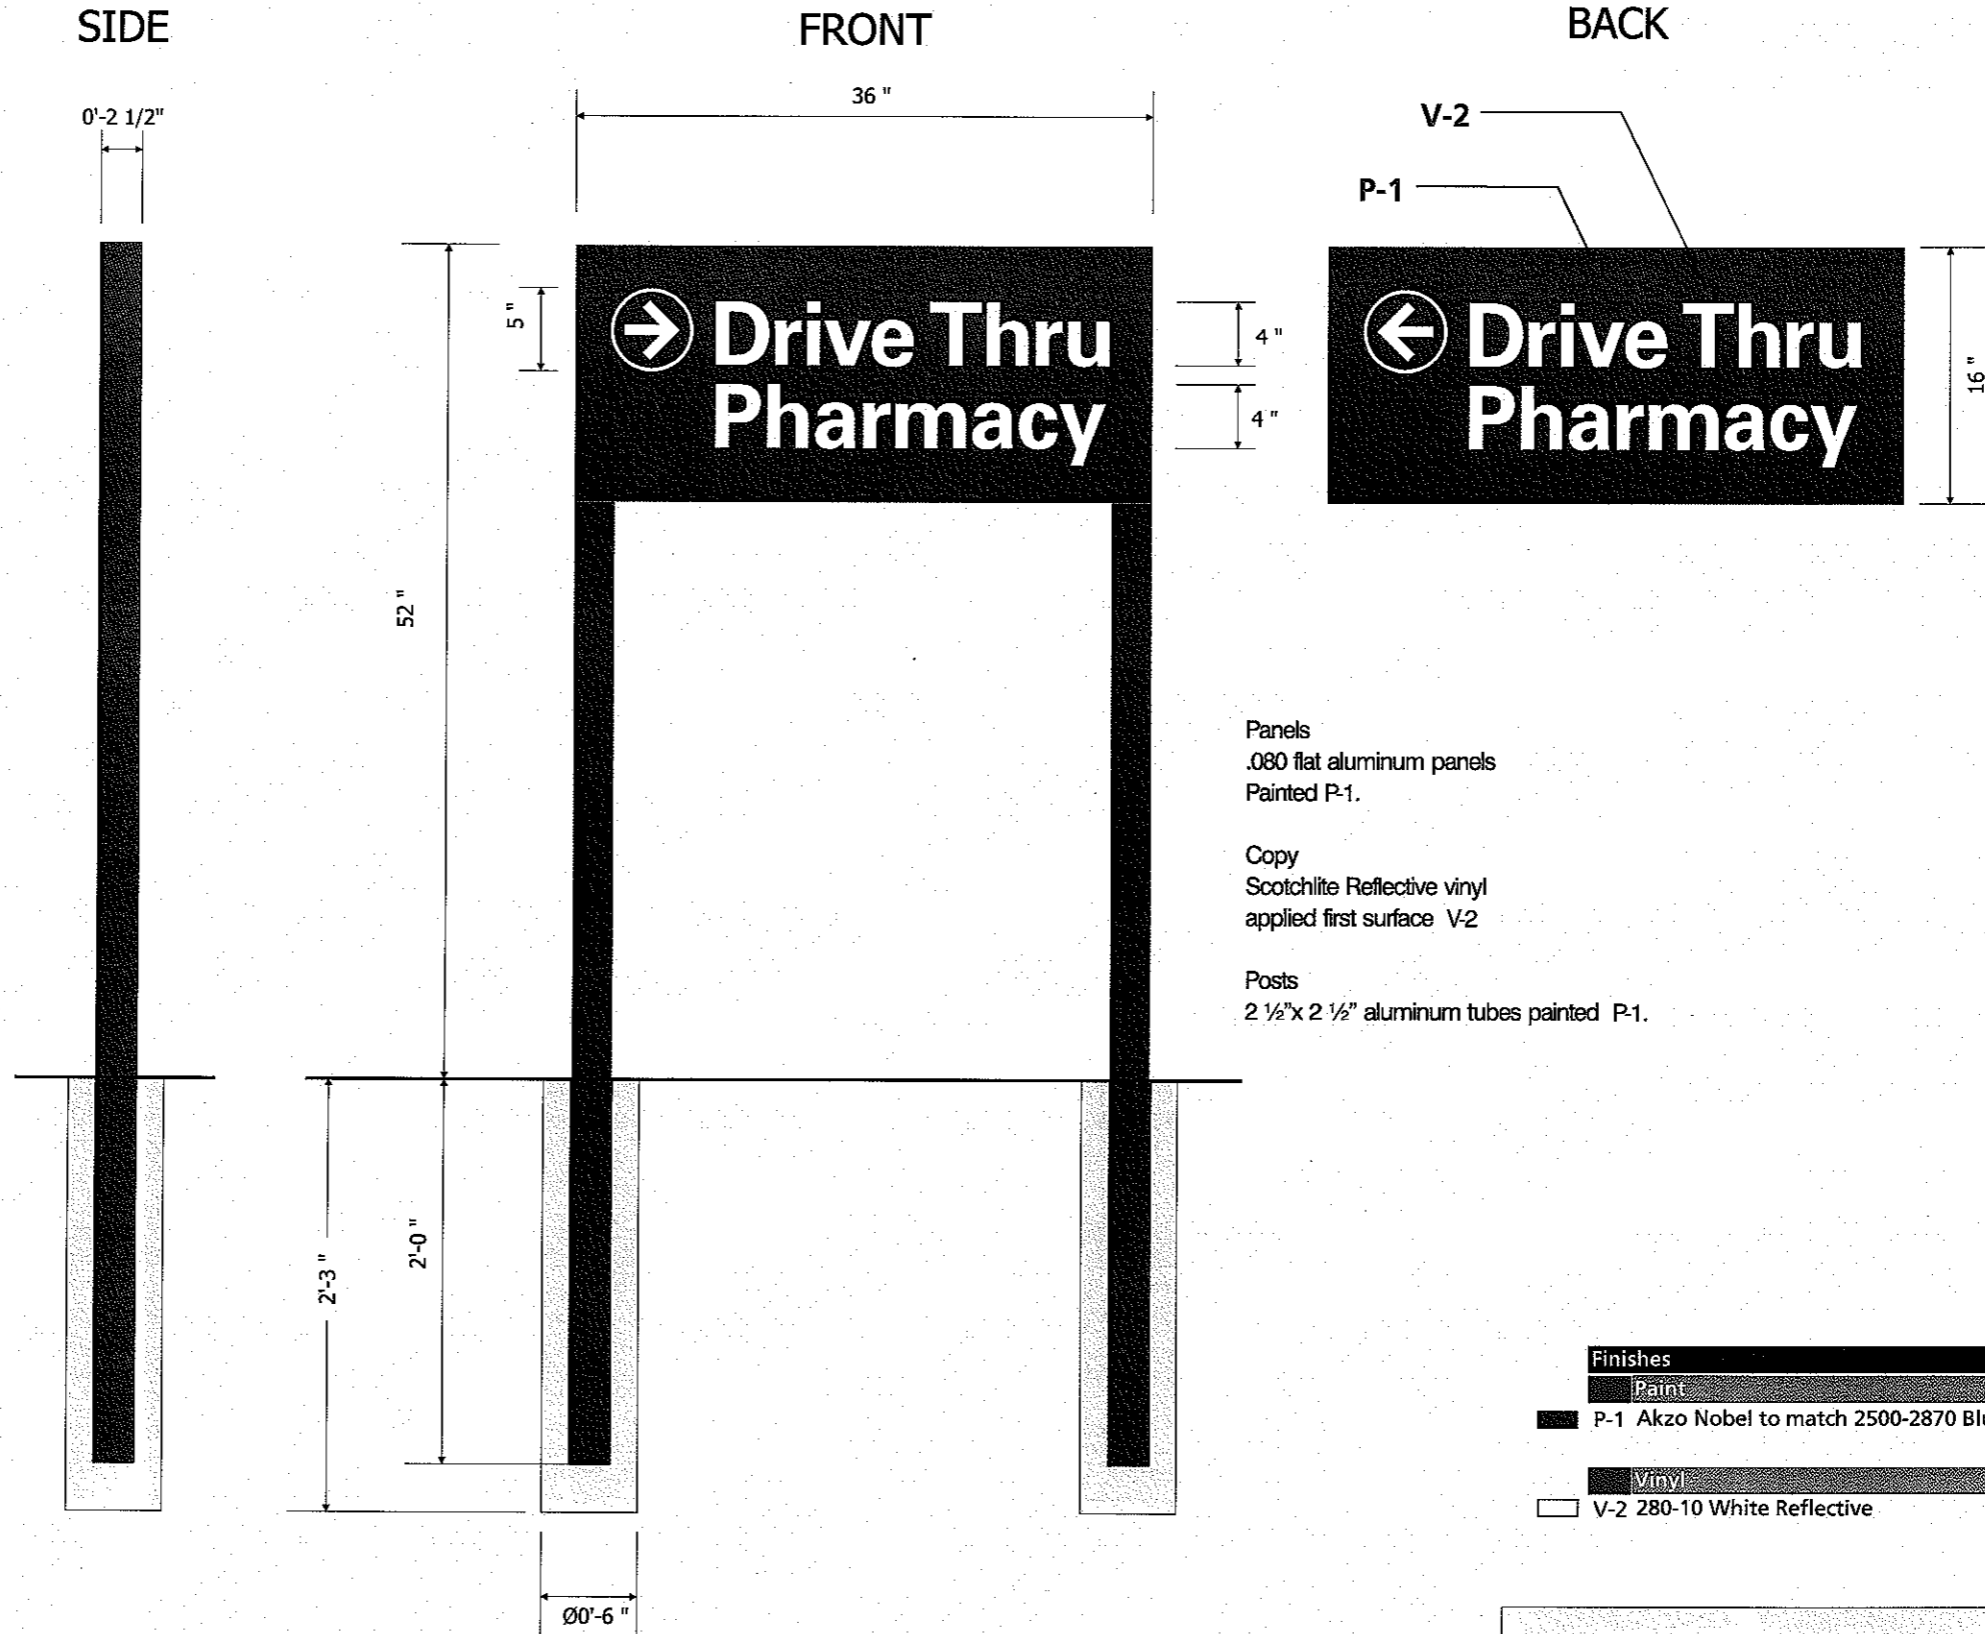 SIDE
FRONT
BACK
0'-2 1/2"
36 "
V-2
P-1
5 "
Drive Thru
Pharmacy
4 "
4 "
Drive Thru
Pharmacy
16 "
52 "
Panels
.080 flat aluminum panels
Painted P-1.
Copy
Scotchlite Reflective vinyl
applied first surface V-2
Posts
2 ½"x 2 ½" aluminum tubes painted P-1.
2'-3 "
2'-0 "
Finishes
Paint
P-1 Akzo Nobel to match 2500-2870
Vinyl
V-2 280-10 White Reflective
Ø0'-6 "